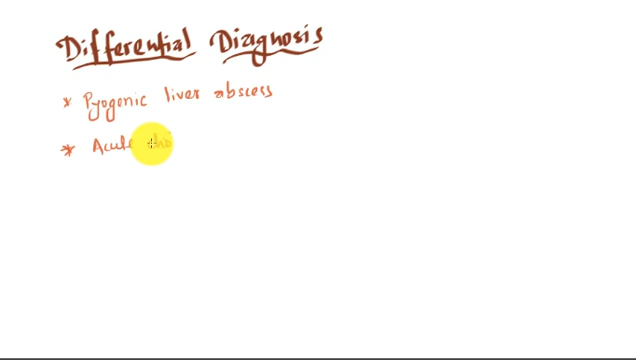 Differential Diagnosis
* Pyogenic liver abscess
* Acute